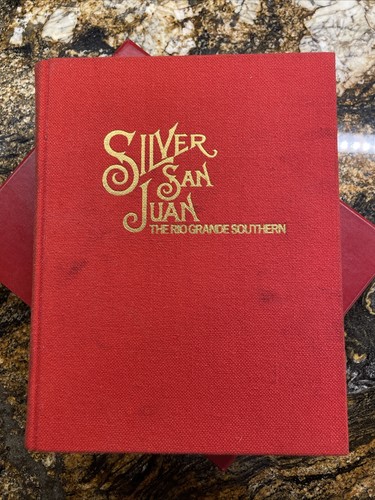 SILVER
SAN
JUAN
THE RIO GRANDE SOUTHERN